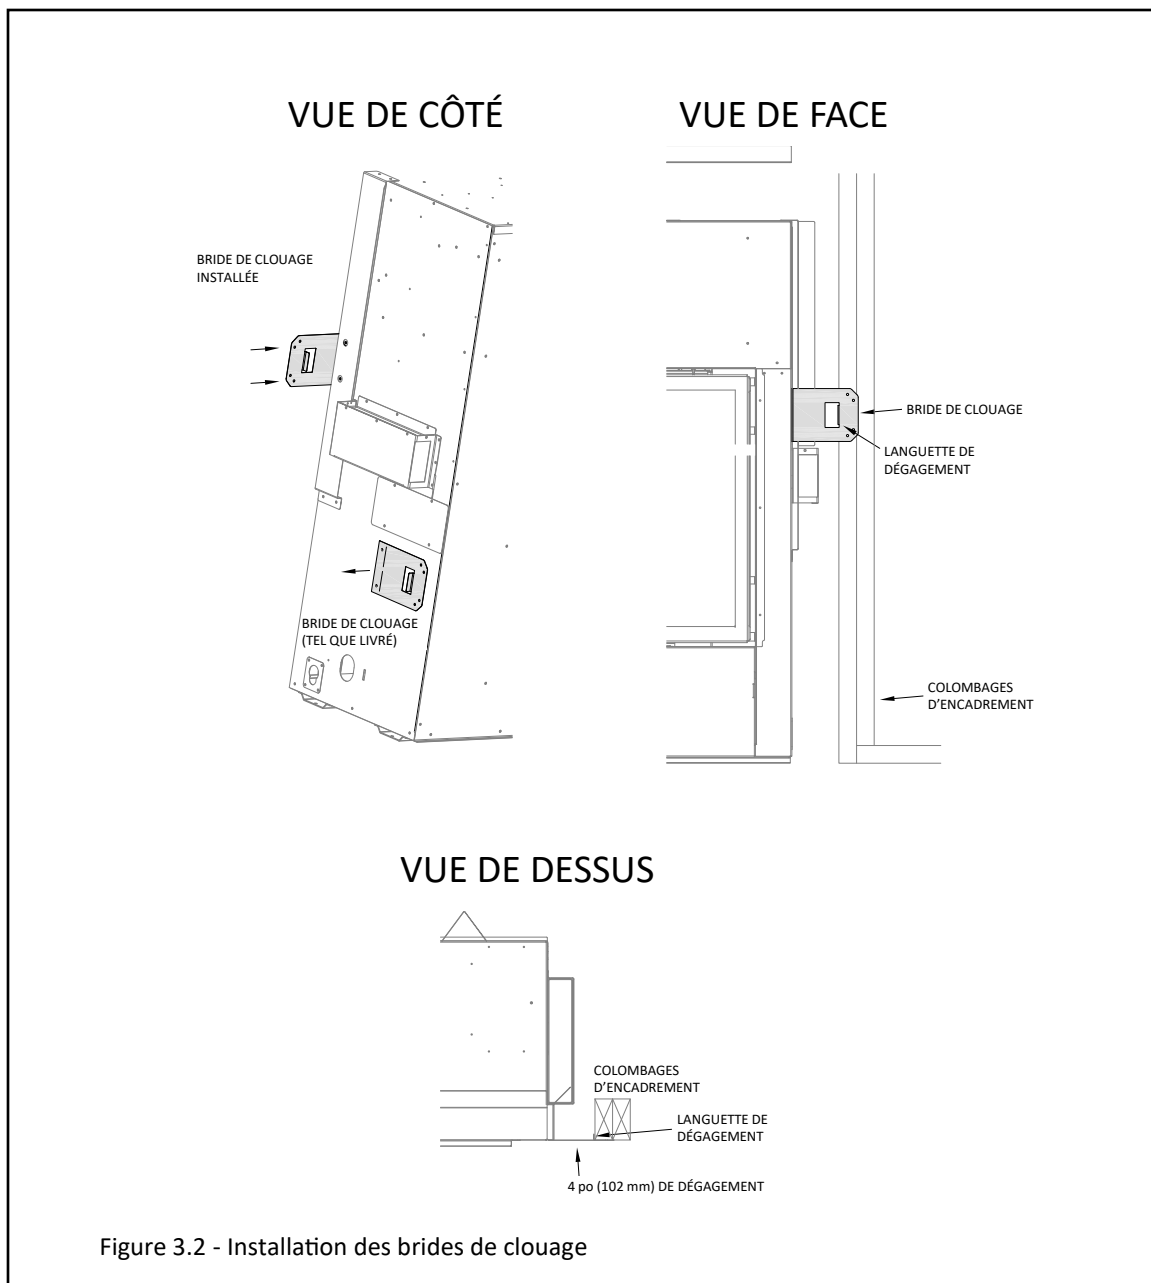 VUE DE CÔTÉ
VUE DE FACE
BRIDE DE CLOUAGE
INSTALLÉE
BRIDE DE CLOUAGE
LANGUETTE DE
DÉGAGEMENT
BRIDE DE CLOUAGE
(TEL QUE LIVRÉ)
COLOMBAGES
D’ENCADREMENT
VUE DE DESSUS
COLOMBAGES
D’ENCADREMENT
LANGUETTE DE
DÉGAGEMENT
4 po (102 mm) DE DÉGAGEMENT
Figure 3.2 - Installation des brides de clouage